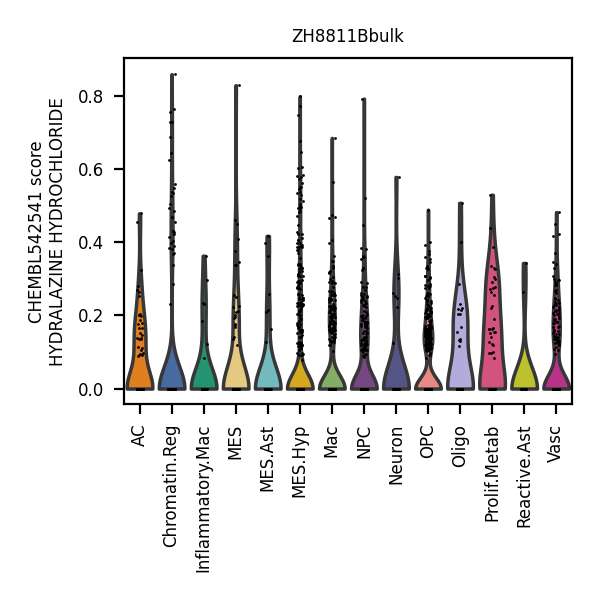 ZH8811Bbulk
CHEMBL542541 score
HYDRALAZINE HYDROCHLORIDE
0.8
0.6
0.4
0.2
0.0
AC
Chromatin.Reg
Inflammatory.Mac
MES
MES.Ast
MES.Hyp
Mac
NPC
Neuron
OPC
Oligo
Prolif.Metab
Reactive.Ast
Vasc